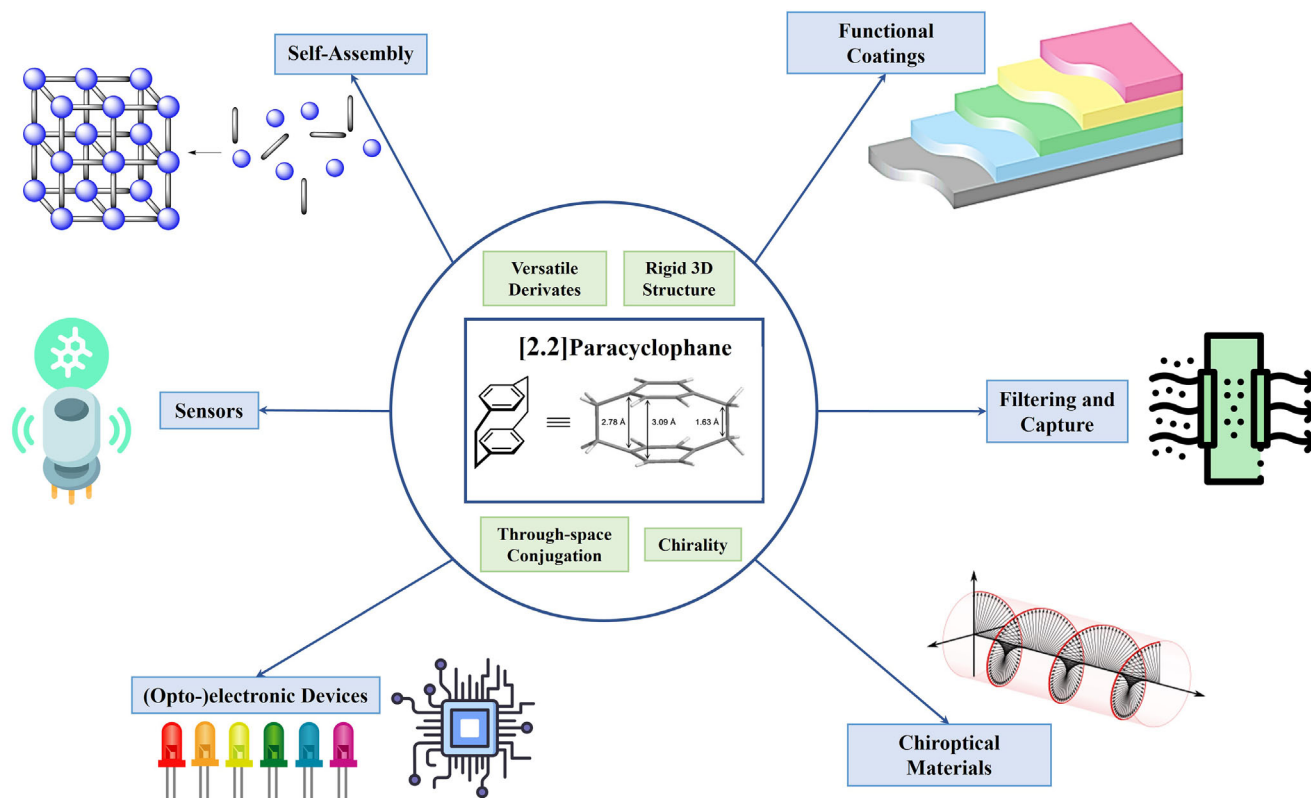 Self-Assembly
Functional
Coatings
Versatile
Derivates
Rigid 3D
Structure
[2.2]Paracyclophane
2.78 Å
3.09 Å
1.63 Å
Sensors
Filtering and
Capture
Through-space
Conjugation
Chirality
(Opto-)electronic Devices
Chiroptical
Materials